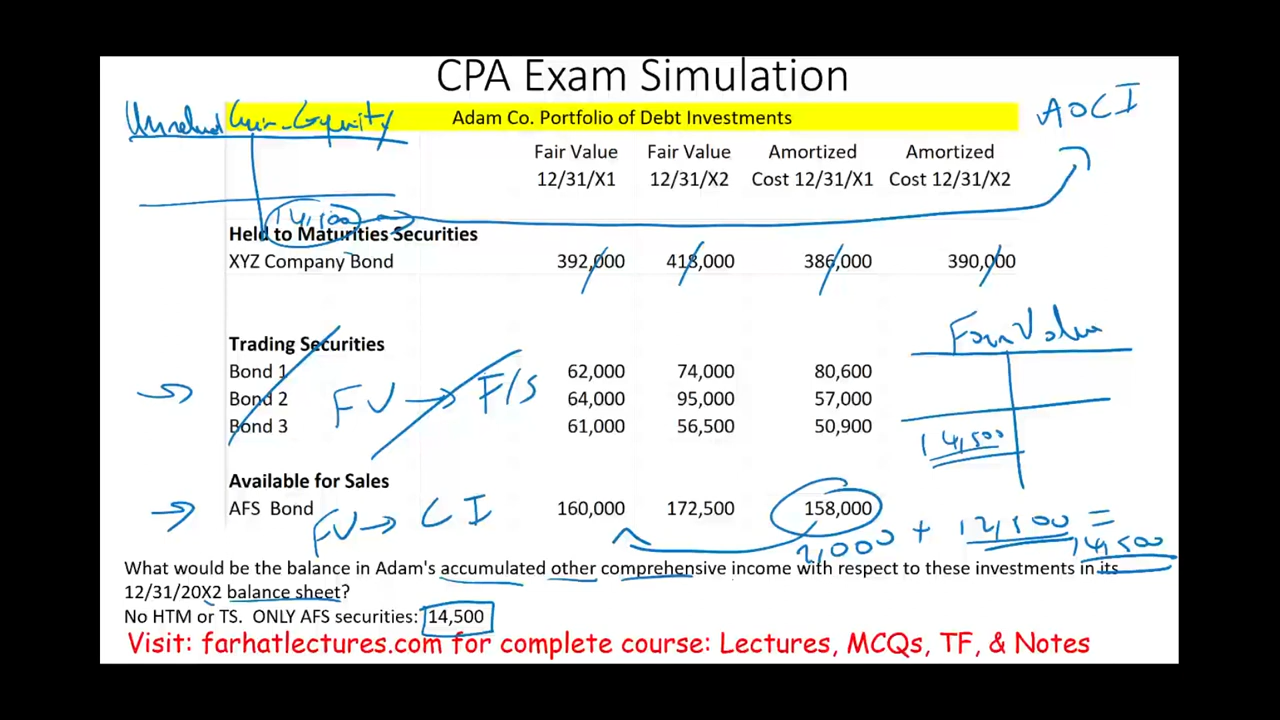 CPA Exam Simulation
Unrealized Gain-Equity
Adam Co. Portfolio of Debt Investments
AOCI
Fair Value Fair Value Amortized Amortized
12/31/X1 12/31/X2 Cost 12/31/X1 Cost 12/31/X2
14,500
Held to Maturities Securities
XYZ Company Bond 392,000 418,000 386,000 390,000
Fair Value
Trading Securities
Bond 1 62,000 74,000 80,600
Bond 2 FV → F/S 64,000 95,000 57,000
Bond 3 61,000 56,500 50,900
14,500
Available for Sales
AFS Bond FV → CI 160,000 172,500 158,000
2,000 + 12,500 = 14,500
What would be the balance in Adam's accumulated other comprehensive income with respect to these investments in its
12/31/20X2 balance sheet?
No HTM or TS. ONLY AFS securities: 14,500
Visit: farhatlectures.com for complete course: Lectures, MCQs, TF, & Notes